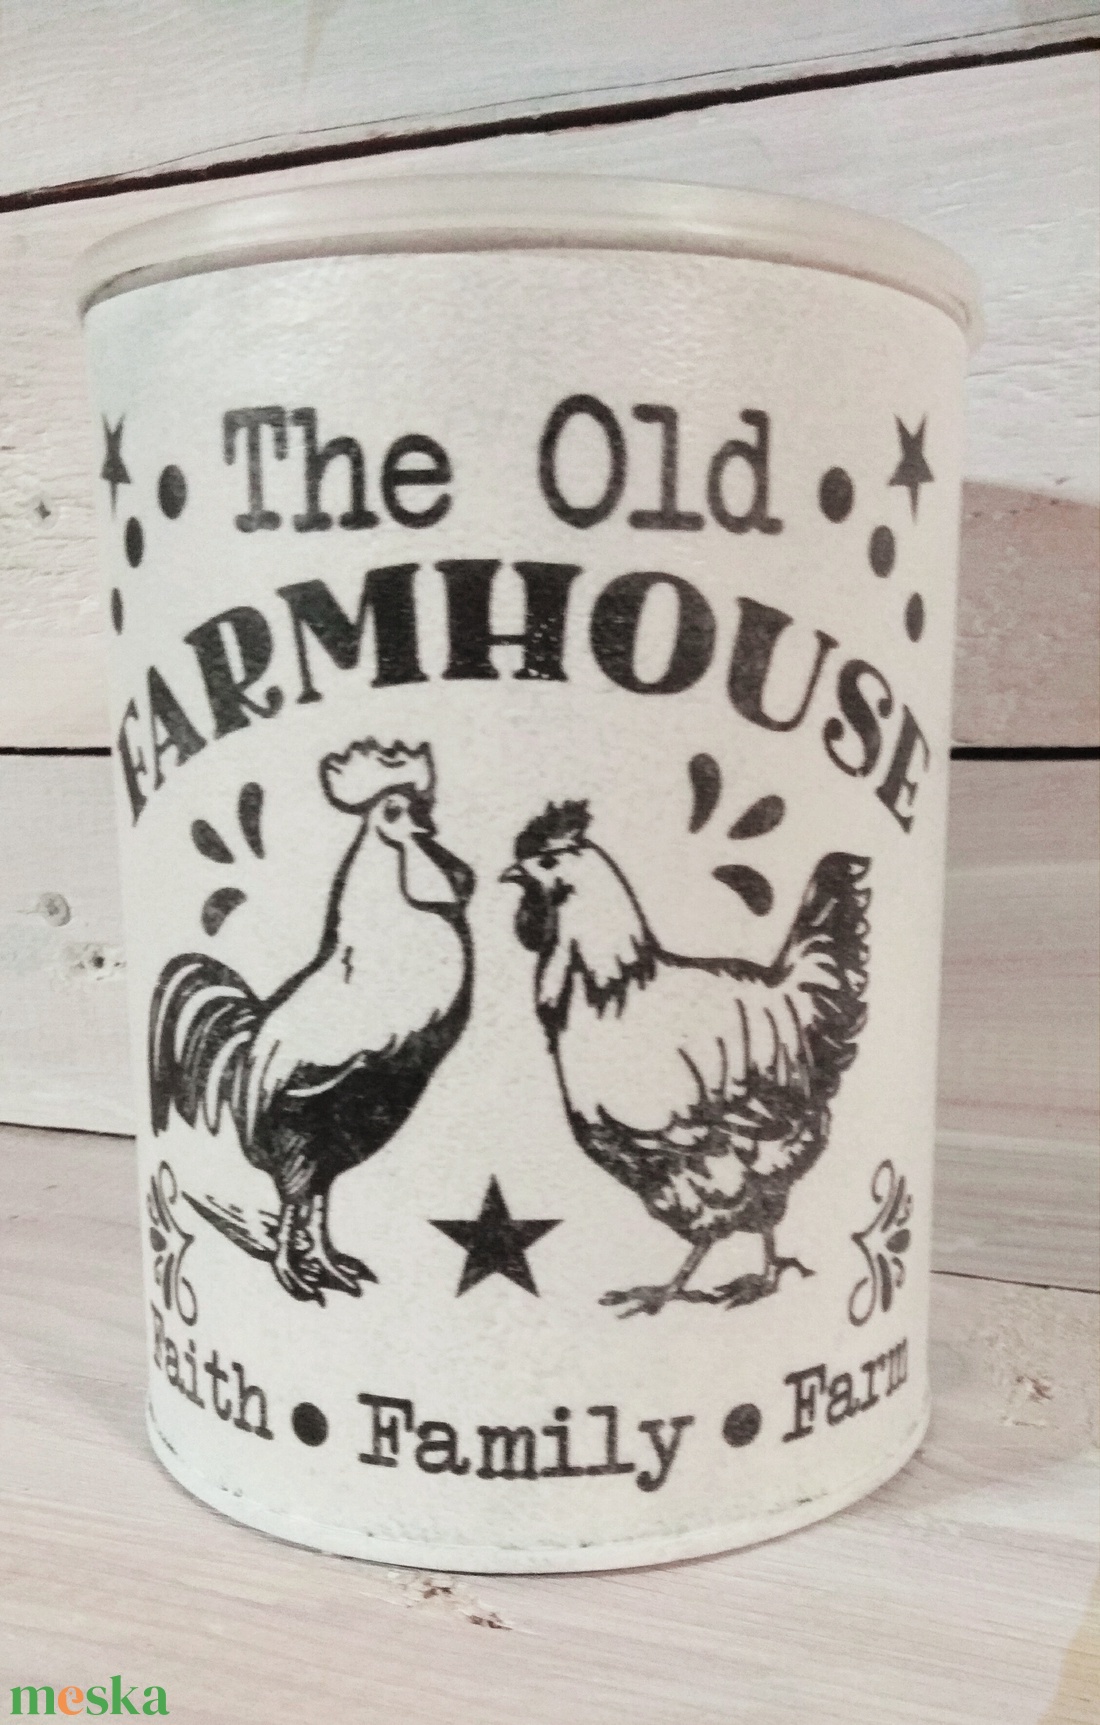 The Old
FARMHOUSE
Faith • Family • Farm
meska